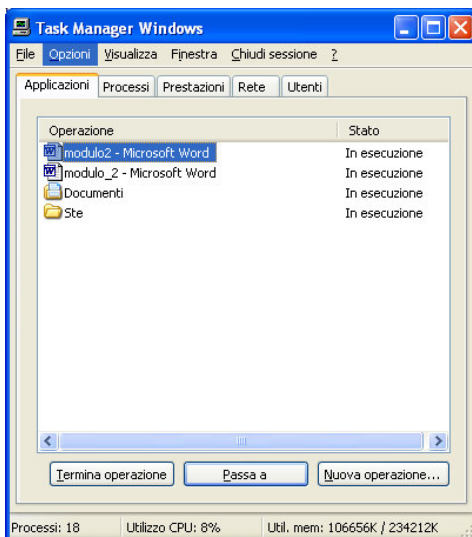 Task Manager Windows
File Opzioni Visualizza Finestra Chiudi sessione ?
Applicazioni Processi Prestazioni Rete Utenti
Operazione Stato
modulo2 - Microsoft Word In esecuzione
modulo_2 - Microsoft Word In esecuzione
Documenti In esecuzione
Ste In esecuzione
Termina operazione Passa a Nuova operazione...
Processi: 18 Utilizzo CPU: 8% Util. mem: 106656K / 234212K